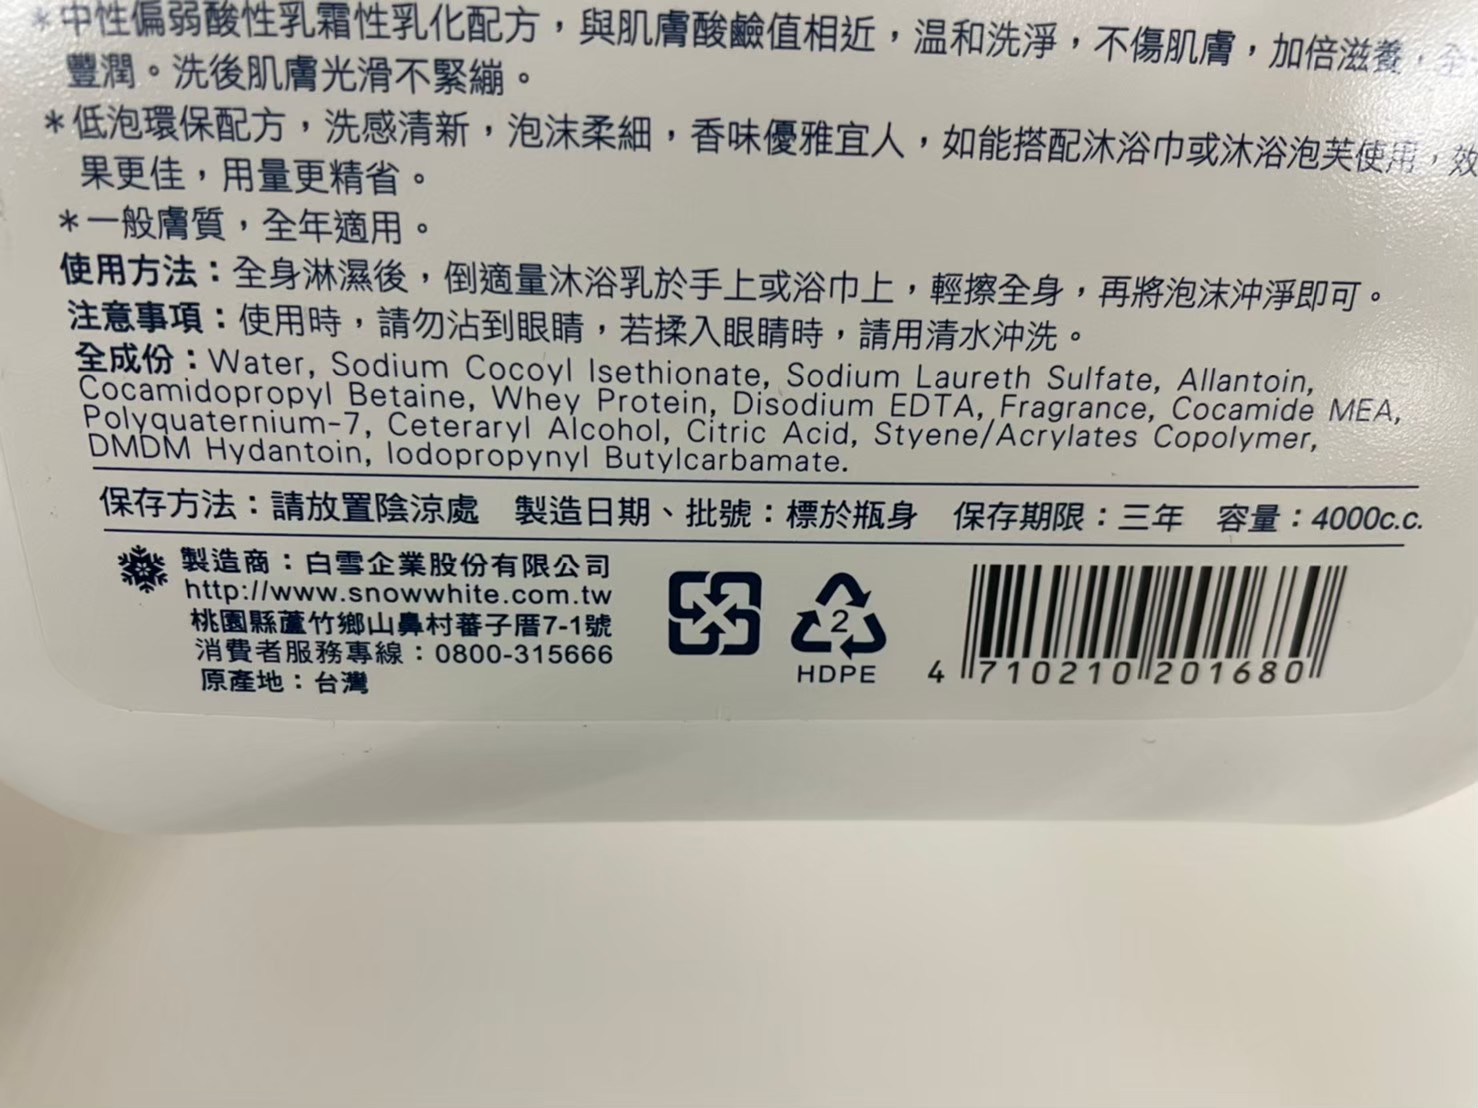 *中性偏弱酸性乳霜性乳化配方，與肌膚酸鹼值相近，溫和洗淨，不傷肌膚，加倍滋養，全
豐潤。洗後肌膚光滑不緊繃。
*低泡環保配方，洗感清新，泡沫柔細，香味優雅宜人，如能搭配沐浴巾或沐浴泡芙使用，效
果更佳，用量更精省。
*一般膚質，全年適用。
使用方法：全身淋濕後，倒適量沐浴乳於手上或浴巾上，輕擦全身，再將泡沫沖淨即可。
注意事項：使用時，請勿沾到眼睛，若揉入眼睛時，請用清水沖洗。
全成份：Water, Sodium Cocoyl Isethionate, Sodium Laureth Sulfate, Allantoin,
Cocamidopropyl Betaine, Whey Protein, Disodium EDTA, Fragrance, Cocamide MEA,
Polyquaternium-7, Ceteraryl Alcohol, Citric Acid, Styene/Acrylates Copolymer,
DMDM Hydantoin, Iodopropynyl Butylcarbamate.
保存方法：請放置陰涼處 製造日期、批號：標於瓶身 保存期限：三年 容量：4000c.c.
製造商：白雪企業股份有限公司
http://www.snowwhite.com.tw
桃園縣蘆竹鄉山鼻村蕃子厝7-1號
消費者服務專線：0800-315666
原產地：台灣
2
HDPE
4 710210 201680